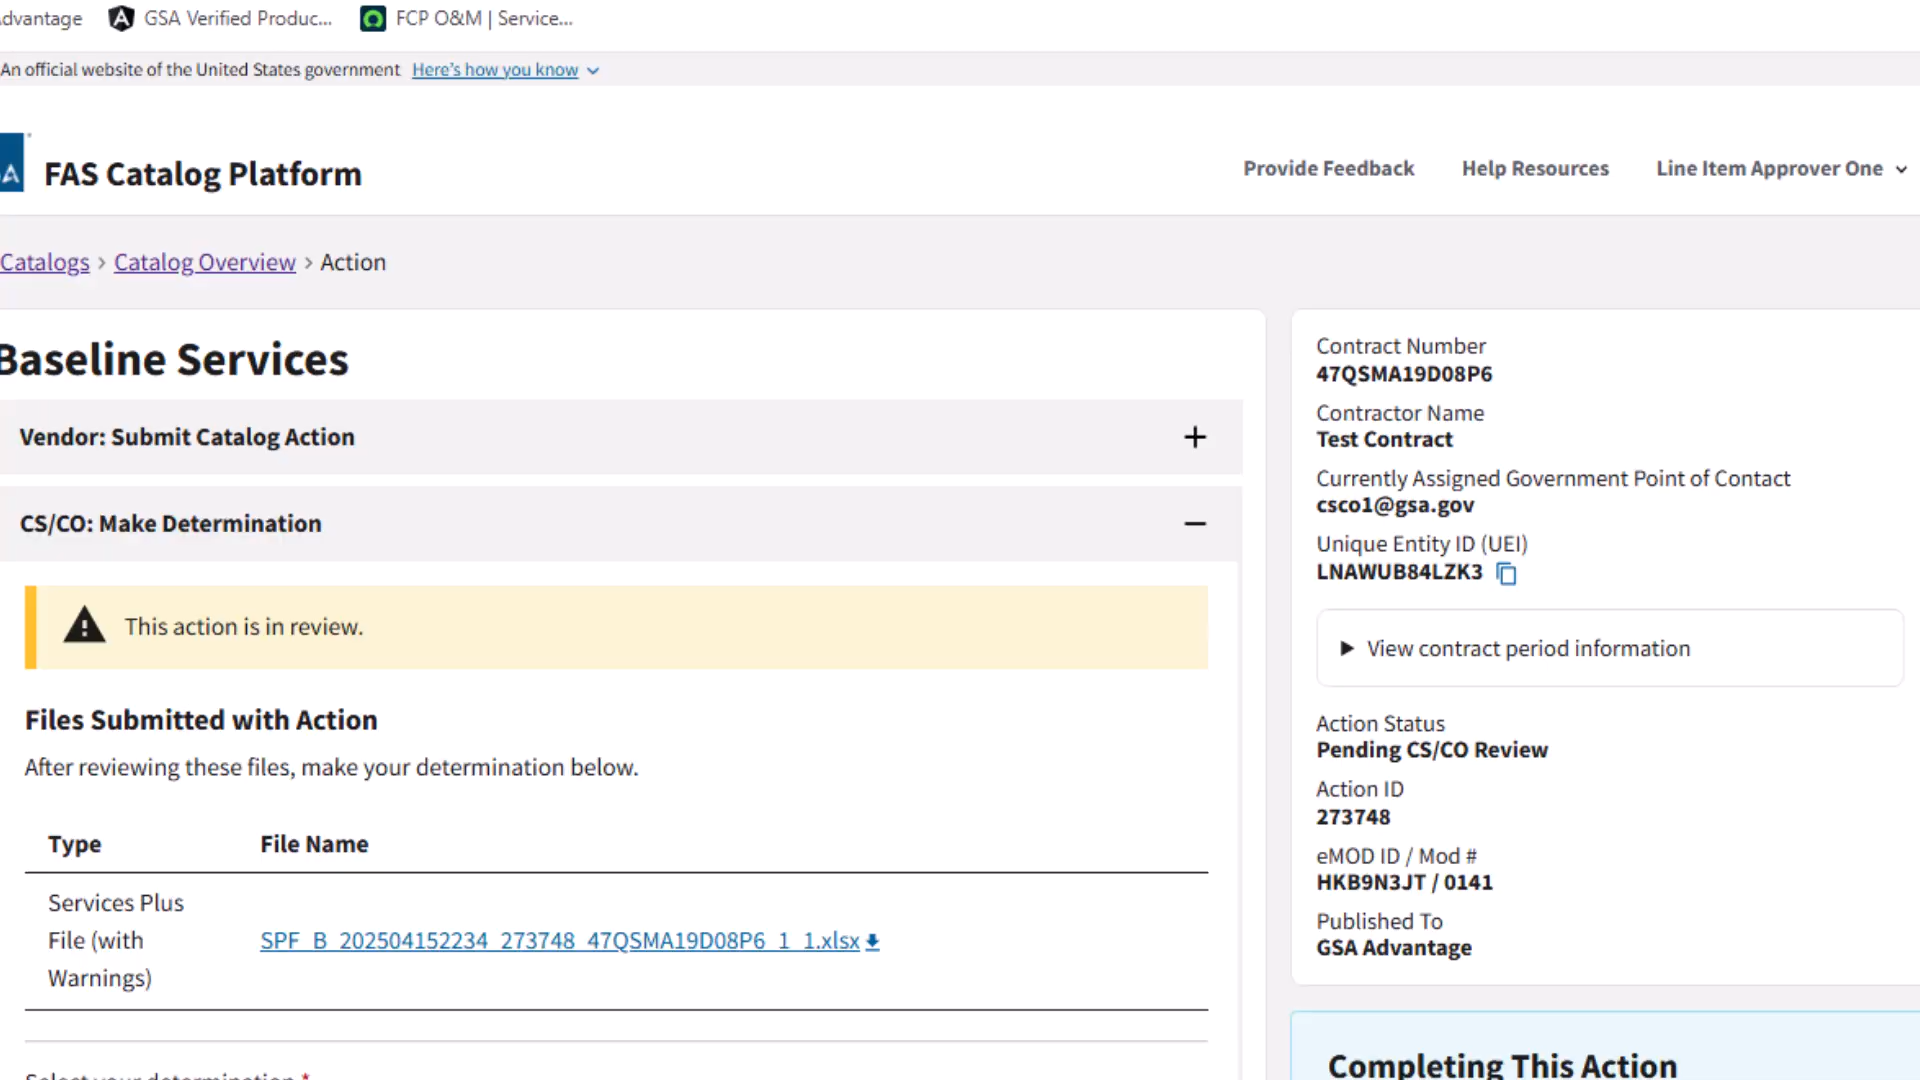 GSA Verified Produc...
FCP O&M | Service...
An official website of the United States government Here's how you know
FAS Catalog Platform
Provide Feedback
Help Resources
Line Item Approver One
Catalogs > Catalog Overview > Action
Baseline Services
Vendor: Submit Catalog Action
CS/CO: Make Determination
This action is in review.
Files Submitted with Action
After reviewing these files, make your determination below.
Type File Name
Services Plus
File (with
Warnings)
SPF_B_202504152234_273748_47QSMA19D08P6_1_1.xlsx
Select your determination *
Contract Number
47QSMA19D08P6
Contractor Name
Test Contract
Currently Assigned Government Point of Contact
csco1@gsa.gov
Unique Entity ID (UEI)
LNAWUB84LZK3
View contract period information
Action Status
Pending CS/CO Review
Action ID
273748
eMOD ID / Mod #
HKB9N3JT / 0141
Published To
GSA Advantage
Completing This Action